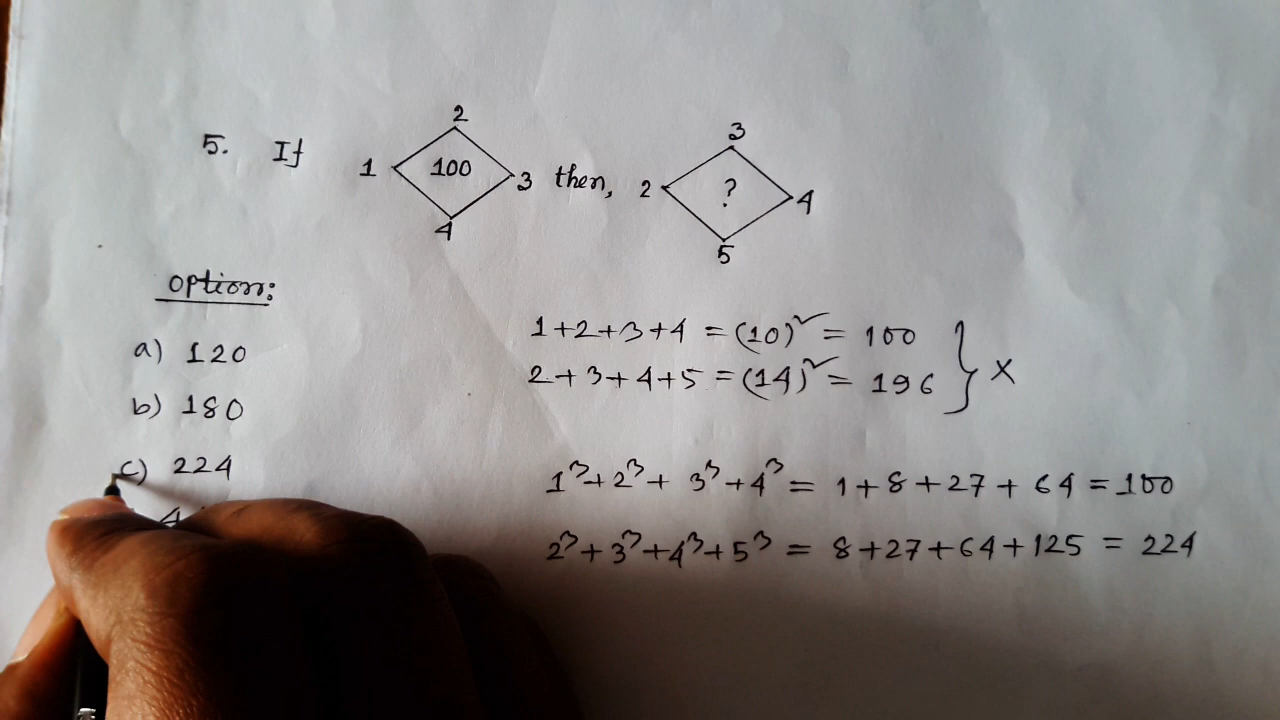 5. If 1 2 100 3 4 then, 2 3 ? 4 5
option:
a) 120
b) 180
c) 224
1+2+3+4 = (10)² = 100
2+3+4+5 = (14)² = 196 } ×
1³+2³+3³+4³ = 1+8+27+64 = 100
2³+3³+4³+5³ = 8+27+64+125 = 224